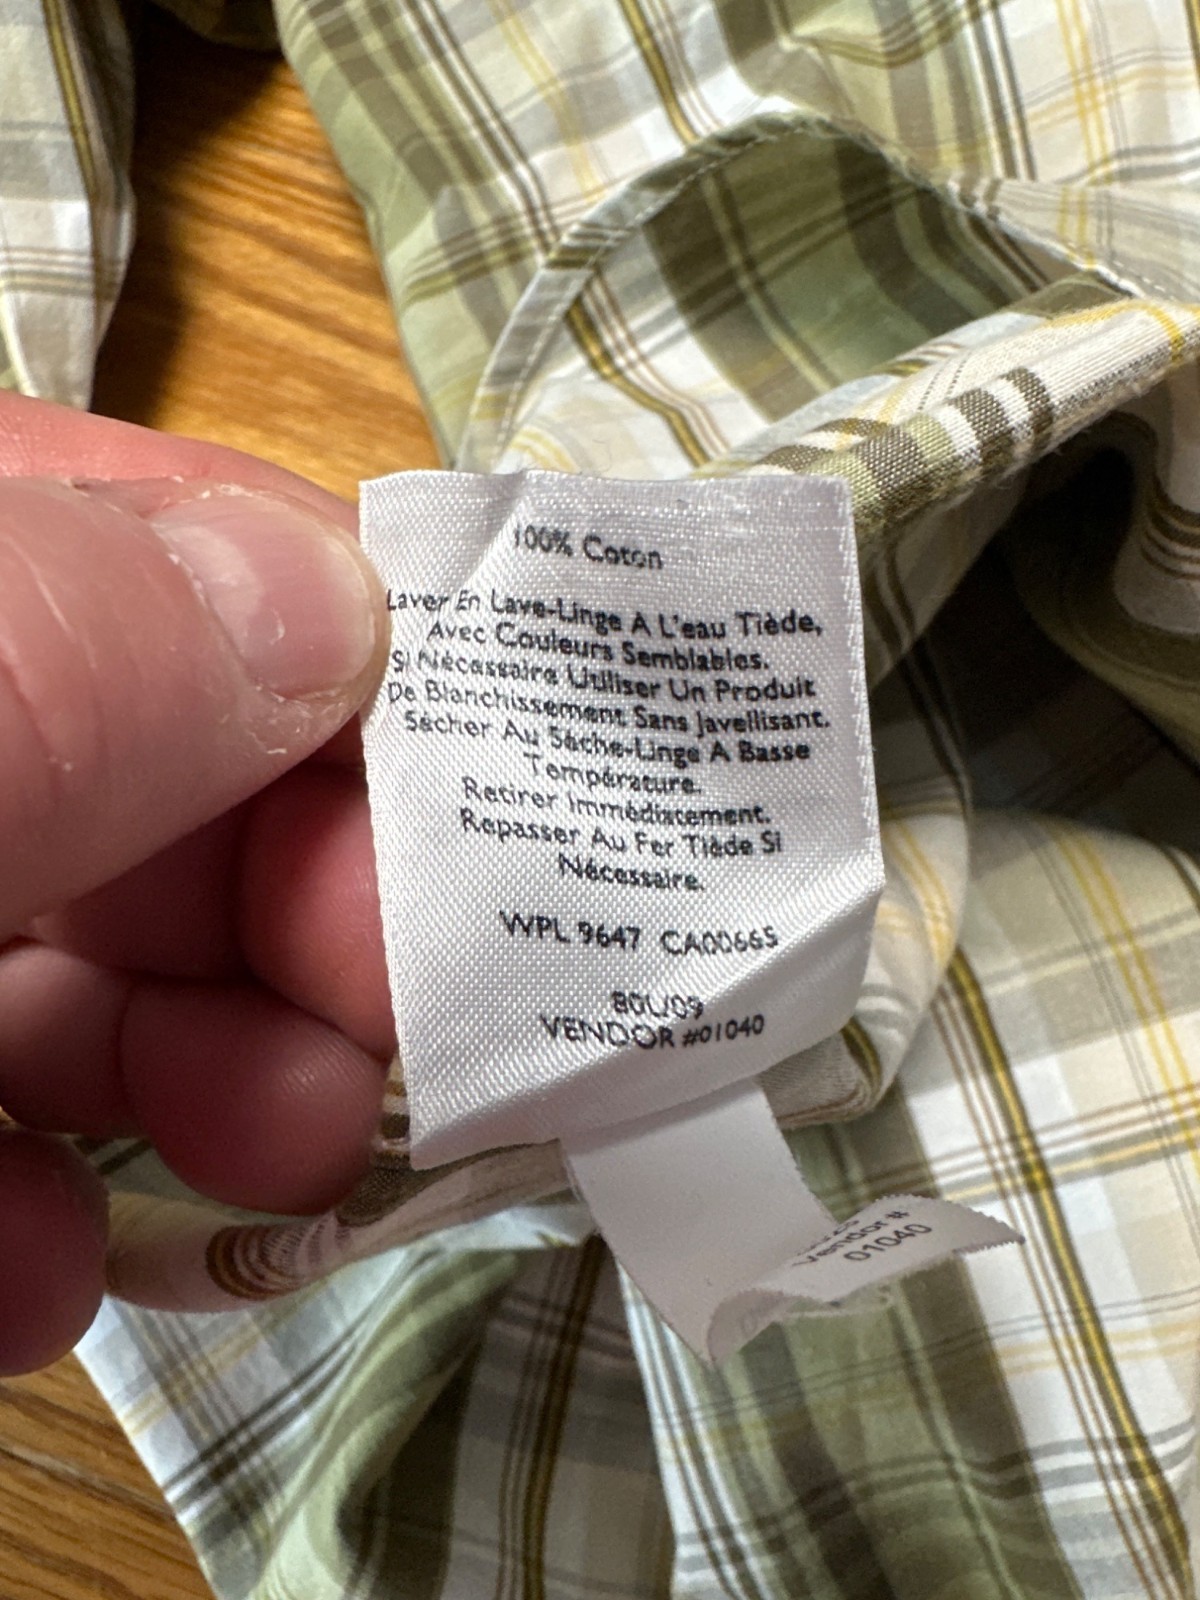 100% Coton
Laver En Lave-Linge A L'eau Tiède,
Avec Couleurs Semblables.
Si Nécessaire Utiliser Un Produit
De Blanchissement Sans Javellisant.
Sécher Au Sèche-Linge A Basse
Température.
Retirer Immédiatement.
Repasser Au Fer Tiède Si
Nécessaire.
WPL 9647 CA00665
80L/09
VENDOR #01040
Vendor #
01040